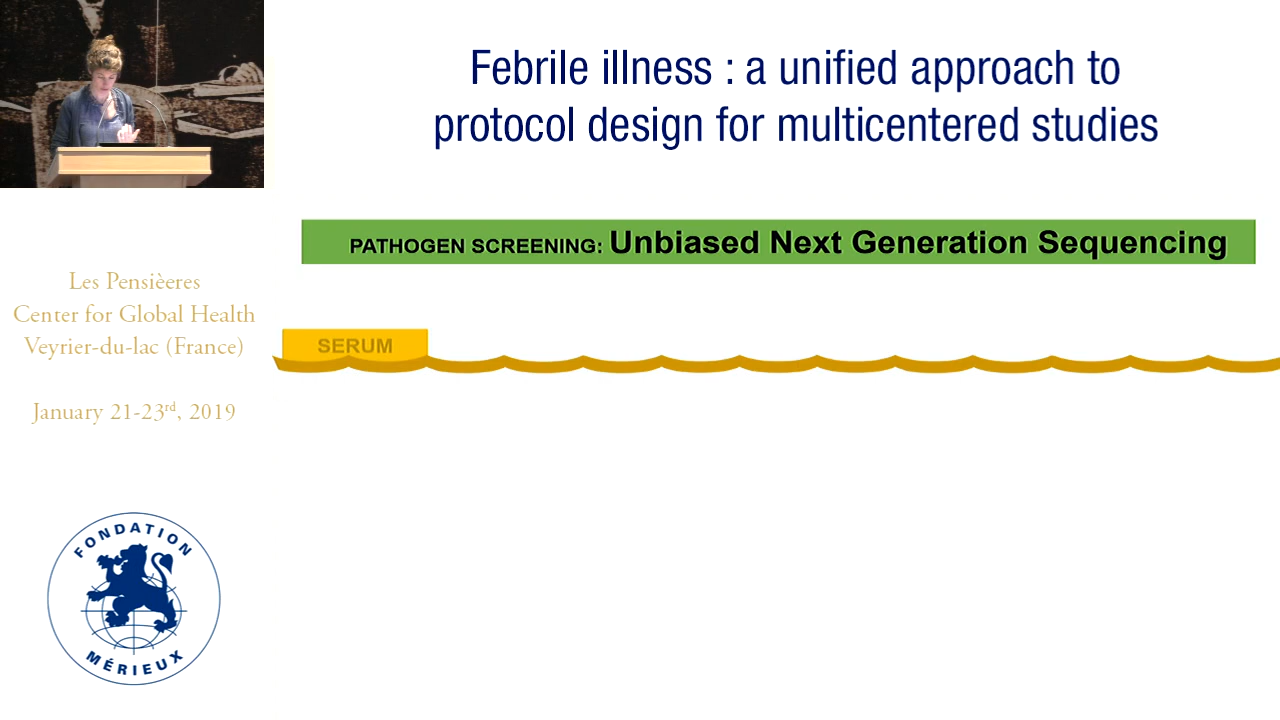 Febrile illness : a unified approach to
protocol design for multicentered studies
PATHOGEN SCREENING: Unbiased Next Generation Sequencing
SERUM
Les Pensièeres
Center for Global Health
Veyrier-du-lac (France)
January 21-23rd, 2019
FONDATION
MÉRIEUX